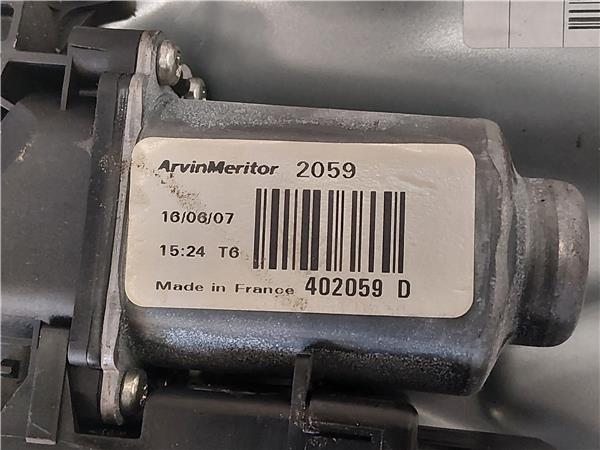 ArvinMeritor 2059
16/06/07
15:24 T6
Made in France 402059 D